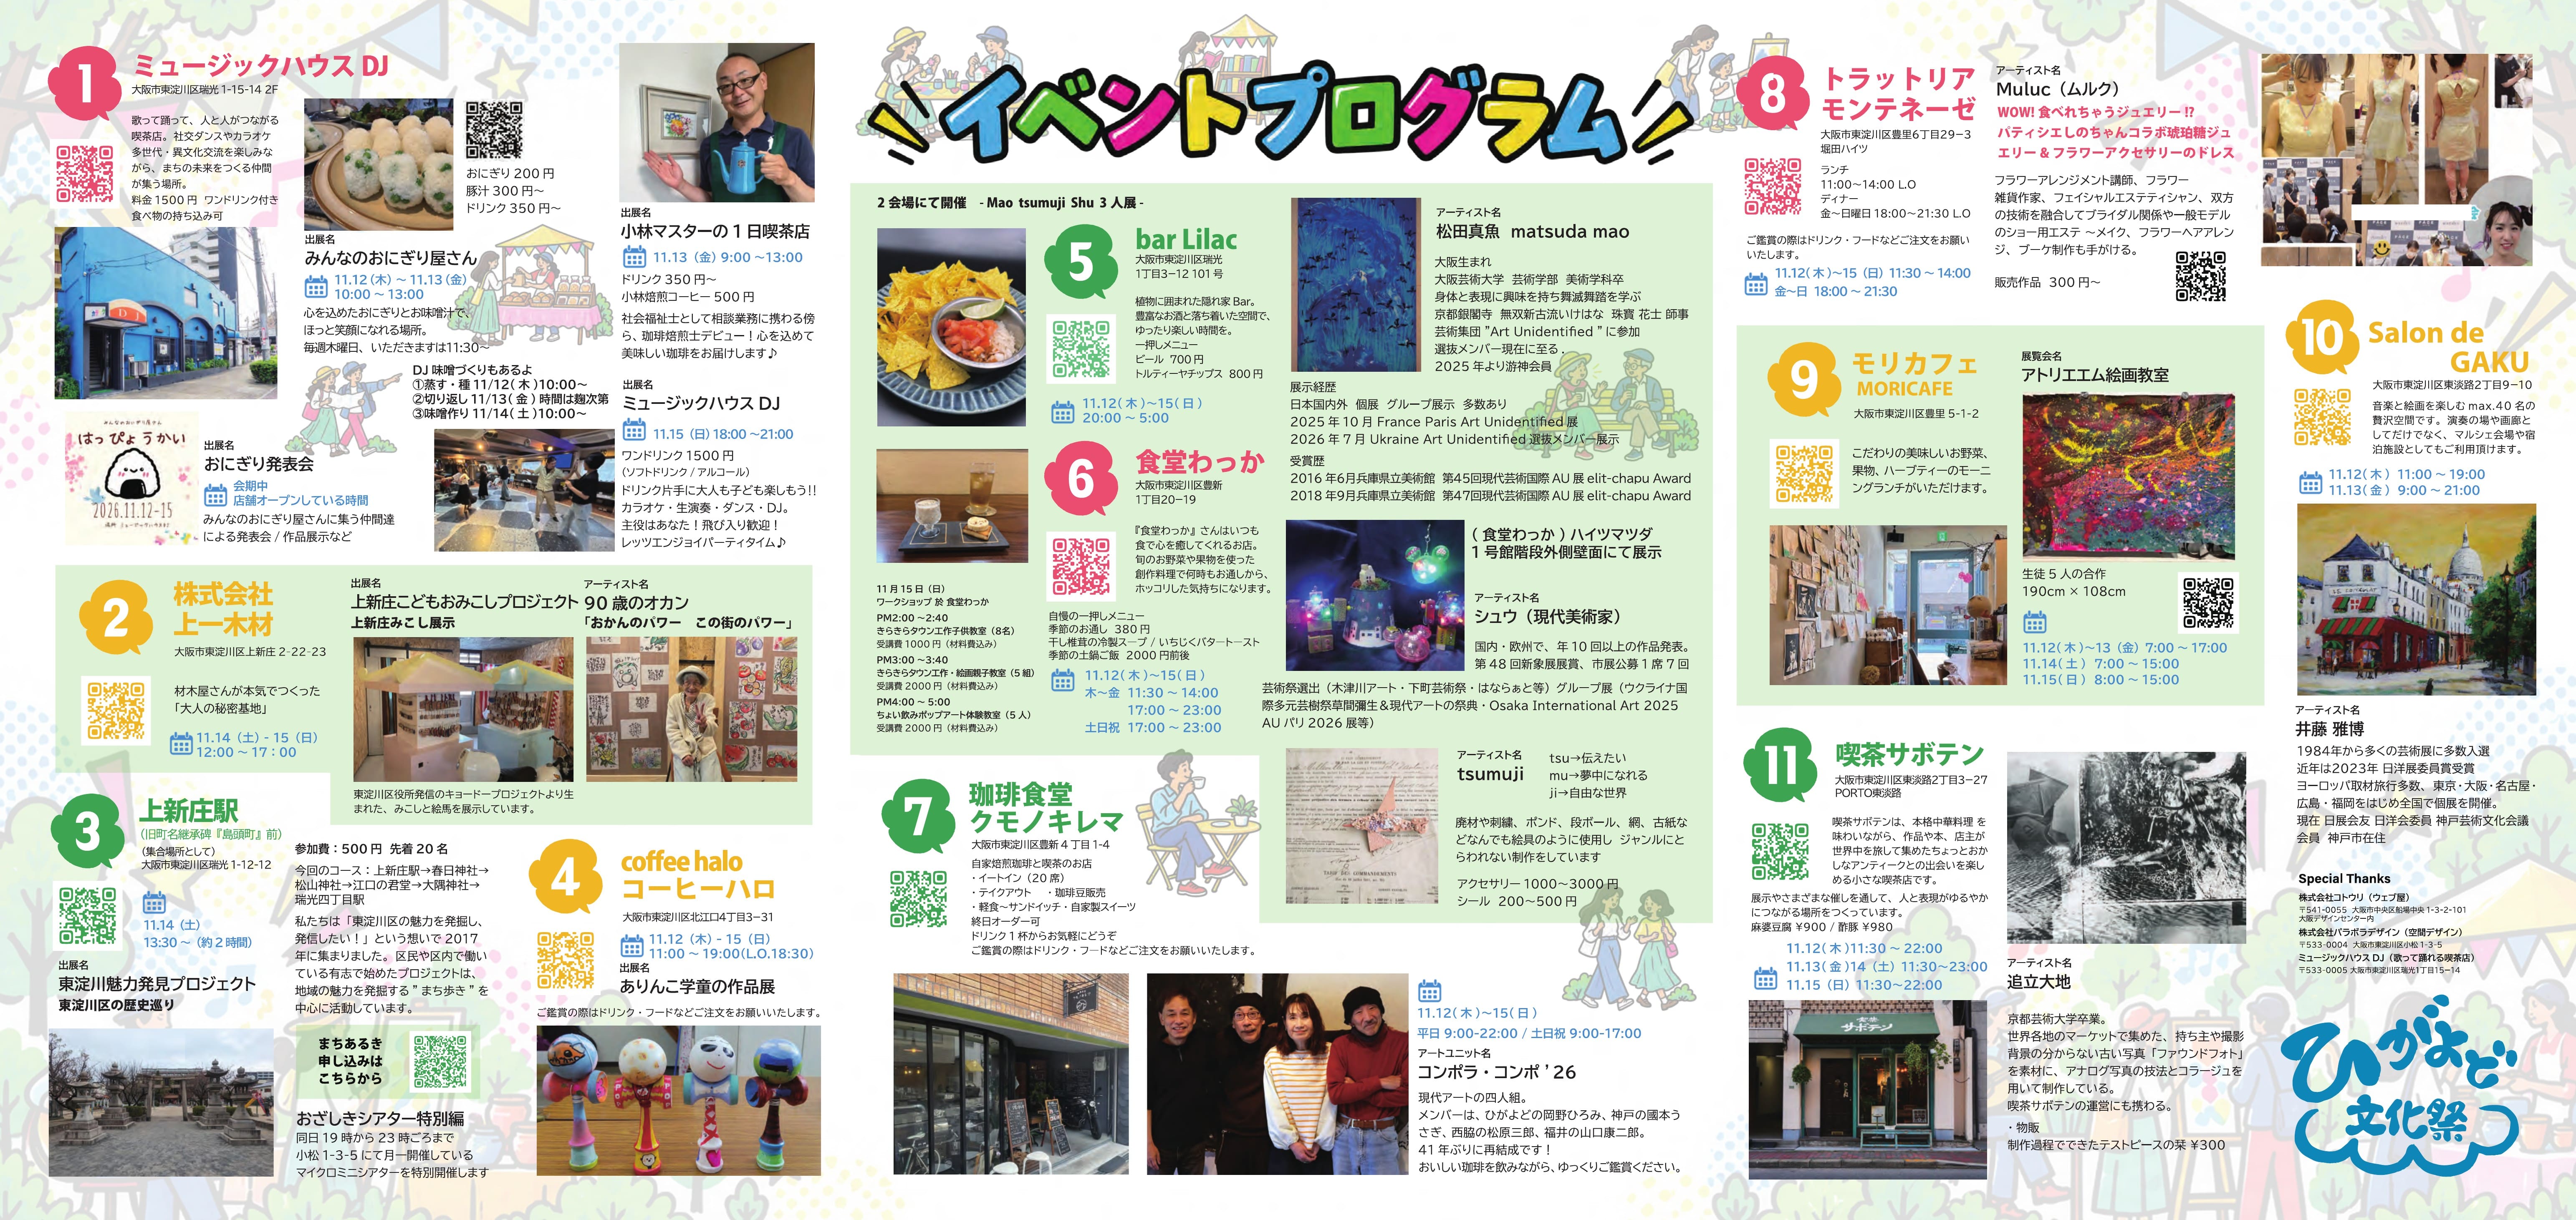 イベントプログラム
1
ミュージックハウス DJ
大阪市東淀川区瑞光 1-15-14 2F
歌って踊って、人と人がつながる
喫茶店。社交ダンスやカラオケ
多世代・異文化交流を楽しみな
がら、まちの未来をつくる仲間
が集う場所。
料金 1500 円 ワンドリンク付き
食べ物の持ち込み可
おにぎり 200 円
豚汁 300 円～
ドリンク 350 円～
出展名
みんなのおにぎり屋さん
11.12（木）～ 11.13（金）
10:00 ～ 13:00
心を込めたおにぎりとお味噌汁で、
ほっと笑顔になれる場所。
毎週木曜日、いただきますは11:30～
DJ 味噌づくりもあるよ
①蒸す・種 11/12( 木 )10:00～
②切り返し 11/13( 金 ) 時間は麹次第
③味噌作り 11/14( 土 )10:00～
みんなのおにぎり屋さん
はっぴょうかい
2026.11.12-15
場所 ミュージックハウスDJ
出展名
おにぎり発表会
会期中
店舗オープンしている時間
みんなのおにぎり屋さんに集う仲間達
による発表会 / 作品展示など
出展名
小林マスターの 1 日喫茶店
11.13（金）9:00 ～13:00
ドリンク 350 円～
小林焙煎コーヒー 500 円
社会福祉士として相談業務に携わる傍
ら、珈琲焙煎士デビュー！心を込めて
美味しい珈琲をお届けします♪
出展名
ミュージックハウス DJ
11.15（日）18:00 ～21:00
ワンドリンク 1500 円
（ソフトドリンク / アルコール）
ドリンク片手に大人も子ども楽しもう!!
カラオケ・生演奏・ダンス・DJ。
主役はあなた！飛び入り歓迎！
レッツエンジョイパーティタイム♪
2
株式会社
上一木材
大阪市東淀川区上新庄 2-22-23
材木屋さんが本気でつくった
「大人の秘密基地」
11.14（土）- 15（日）
12:00 ～ 17：00
出展名
上新庄こどもおみこしプロジェクト
上新庄みこし展示
東淀川区役所発信のキョードープロジェクトより生
まれた、みこしと絵馬を展示しています。
アーティスト名
90 歳のオカン
「おかんのパワー　この街のパワー」
3
上新庄駅
（旧町名継承碑『島頭町』前）
（集合場所として）
大阪市東淀川区瑞光 1-12-12
11.14（土）
13:30 ～（約 2 時間）
出展名
東淀川魅力発見プロジェクト
東淀川区の歴史巡り
参加費：500 円 先着 20 名
今回のコース：上新庄駅→春日神社→
松山神社→江口の君堂→大隅神社→
瑞光四丁目駅
私たちは「東淀川区の魅力を発掘し、
発信したい！」という想いで 2017
年に集まりました。区民や区内で働い
ている有志で始めたプロジェクトは、
地域の魅力を発掘する ” まち歩き ” を
中心に活動しています。
まちあるき
申し込みは
こちらから
おざしきシアター特別編
同日 19 時から 23 時ごろまで
小松 1-3-5 にて月一開催している
マイクロミニシアターを特別開催します
4
coffee halo
コーヒーハロ
大阪市東淀川区北江口4丁目3−31
11.12（木）- 15（日）
11:00 ～ 19:00(L.O.18:30)
出展名
ありんこ学童の作品展
ご鑑賞の際はドリンク・フードなどご注文をお願いいたします。
2 会場にて開催　- Mao tsumuji Shu 3 人展 -
5
bar Lilac
大阪市東淀川区瑞光
1丁目3−12 101 号
植物に囲まれた隠れ家 Bar。
豊富なお酒と落ち着いた空間で、
ゆったり楽しい時間を。
一押しメニュー
ビール 700 円
トルティーヤチップス 800 円
11.12( 木 )～15( 日 )
20:00 ～ 5:00
6
食堂わっか
大阪市東淀川区豊新
1丁目20−19
『食堂わっか』さんはいつも
食で心を癒してくれるお店。
旬のお野菜や果物を使った
創作料理で何時もお通しから、
ホッコリした気持ちになります。
自慢の一押しメニュー
季節のお通し 380 円
干し椎茸の冷製スープ / いちじくバタートースト
季節の土鍋ご飯 2000 円前後
11.12( 木 )～15( 日 )
木～金 11:30 ～ 14:00
17:00 ～ 23:00
土日祝 17:00 ～ 23:00
11 月 15 日（日）
ワークショップ 於 食堂わっか
PM2:00 ～2:40
きらきらタウン工作子供教室（8名）
受講費 1000 円（材料費込み）
PM3:00 ～3:40
きらきらタウン工作・絵画親子教室（5 組）
受講費 2000 円（材料費込み）
PM4:00 ～ 5:00
ちょい飲みポップアート体験教室（5 人）
受講費 2000 円（材料費込み）
アーティスト名
松田真魚 matsuda mao
大阪生まれ
大阪芸術大学 芸術学部 美術学科卒
身体と表現に興味を持ち舞滅舞踏を学ぶ
京都銀閣寺 無双新古流いけはな 珠寶 花士 師事
芸術集団 ”Art Unidentified ” に参加
選抜メンバー現在に至る .
2025 年より游神会員
展示経歴
日本国内外 個展 グループ展示 多数あり
2025 年 10 月 France Paris Art Unidentified 展
2026 年 7 月 Ukraine Art Unidentified 選抜メンバー展示
受賞歴
2016 年6月兵庫県立美術館 第45回現代芸術国際 AU 展 elit-chapu Award
2018 年9月兵庫県立美術館 第47回現代芸術国際 AU 展 elit-chapu Award
( 食堂わっか ) ハイツマツダ
1 号館階段外側壁面にて展示
アーティスト名
シュウ（現代美術家）
国内・欧州で、年 10 回以上の作品発表。
第 48 回新象展展賞、市展公募 1 席 7 回
芸術祭選出（木津川アート・下町芸術祭・はならぁと等）グループ展（ウクライナ国
際多元芸樹祭草間彌生＆現代アートの祭典・Osaka International Art 2025
AU パリ 2026 展等）
アーティスト名
tsumuji
tsu→伝えたい
mu→夢中になれる
ji→自由な世界
廃材や刺繍、ボンド、段ボール、網、古紙な
どなんでも絵具のように使用し ジャンルにと
らわれない制作をしています
アクセサリー 1000～3000 円
シール 200～500 円
7
珈琲食堂
クモノキレマ
大阪市東淀川区豊新 4 丁目 1-4
自家焙煎珈琲と喫茶のお店
・イートイン（20 席）
・テイクアウト　・珈琲豆販売
・軽食～サンドイッチ・自家製スイーツ
終日オーダー可
ドリンク 1 杯からお気軽にどうぞ
ご鑑賞の際はドリンク・フードなどご注文をお願いいたします。
11.12( 木 )～15( 日 )
平日 9:00-22:00 / 土日祝 9:00-17:00
アートユニット名
コンポラ・コンポ ’ 26
現代アートの四人組。
メンバーは、ひがよどの岡野ひろみ、神戸の國本う
さぎ、西脇の松原三郎、福井の山口康二郎。
41 年ぶりに再結成です！
おいしい珈琲を飲みながら、ゆっくりご鑑賞ください。
8
トラットリア
モンテネーゼ
大阪市東淀川区豊里6丁目29−3
堀田ハイツ
ランチ
11:00～14:00 L.O
ディナー
金～日曜日 18:00～21:30 L.O
ご鑑賞の際はドリンク・フードなどご注文をお願い
いたします。
11.12( 木 )～15（日）11:30 ～ 14:00
金～日 18:00 ～ 21:30
アーティスト名
Muluc（ムルク）
WOW! 食べれちゃうジュエリー !?
パティシエしのちゃんコラボ琥珀糖ジュ
エリー & フラワーアクセサリーのドレス
フラワーアレンジメント講師、フラワー
雑貨作家、フェイシャルエステティシャン、双方
の技術を融合してブライダル関係や一般モデル
のショー用エステ ～メイク、フラワーヘアアレン
ジ、ブーケ制作も手がける。
販売作品 300 円～
9
モリカフェ
MORICAFE
大阪市東淀川区豊里 5-1-2
こだわりの美味しいお野菜、
果物、ハーブティーのモーニ
ングランチがいただけます。
展覧会名
アトリエエム絵画教室
生徒 5 人の合作
190cm × 108cm
11.12( 木 )～13（金）7:00 ～ 17:00
11.14( 土 ) 7:00 ～ 15:00
11.15( 日 ) 8:00 ～ 15:00
10
Salon de
GAKU
大阪市東淀川区東淡路2丁目9−10
音楽と絵画を楽しむ max.40 名の
贅沢空間です。演奏の場や画廊と
してだけでなく、マルシェ会場や宿
泊施設としてもご利用頂けます。
11.12( 木 ) 11:00 ～ 19:00
11.13( 金 ) 9:00 ～ 21:00
アーティスト名
井藤 雅博
1984年から多くの芸術展に多数入選
近年は2023年 日洋展委員賞受賞
ヨーロッパ取材旅行多数、東京・大阪・名古屋・
広島・福岡をはじめ全国で個展を開催。
現在 日展会友 日洋会委員 神戸芸術文化会議
会員 神戸市在住
11
喫茶サボテン
大阪市東淀川区東淡路2丁目3−27
PORTO東淡路
喫茶サボテンは、本格中華料理 を
味わいながら、作品や本、店主が
世界中を旅して集めたちょっとおか
しなアンティークとの出会いを楽し
める小さな喫茶店です。
展示やさまざまな催しを通して、人と表現がゆるやか
につながる場所をつくっています。
麻婆豆腐 ¥900 / 酢豚 ¥980
11.12( 木 )11:30 ～ 22:00
11.13( 金 )14（土）11:30～23:00
11.15（日）11:30～22:00
アーティスト名
追立大地
京都芸術大学卒業。
世界各地のマーケットで集めた、持ち主や撮影
背景の分からない古い写真「ファウンドフォト」
を素材に、アナログ写真の技法とコラージュを
用いて制作している。
喫茶サボテンの運営にも携わる。
・物販
制作過程でできたテストピースの栞 ¥300
Special Thanks
株式会社コトウリ（ウェブ屋）
〒541-0055 大阪市中央区船場中央 1-3-2-101
大阪デザインセンター内
株式会社パラボラデザイン（空間デザイン）
〒533-0004 大阪市東淀川区小松 1-3-5
ミュージックハウス DJ（歌って踊れる喫茶店）
〒533-0005 大阪市東淀川区瑞光1丁目15−14
ひがよど
文化祭